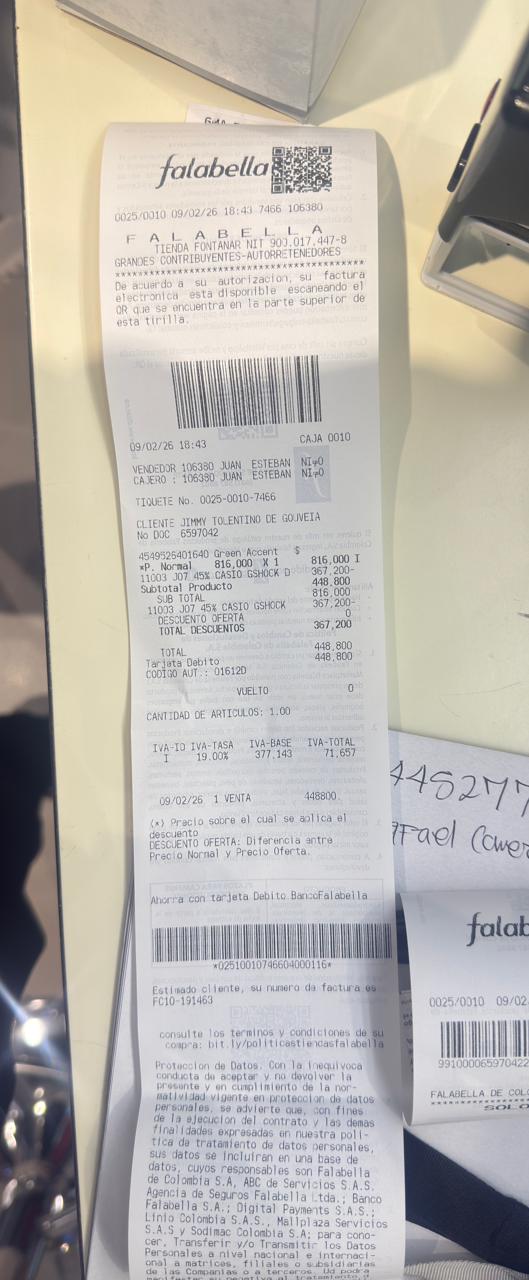 falabella
0025/0010 09/02/26 18:43 7466 106380
F A L A B E L L A
TIENDA FONTANAR NIT 900.017.447-8
GRANDES CONTRIBUYENTES-AUTORRETENEDORES
****************************************
De acuerdo a su autorizacion, su factura
electronica esta disponible escaneando el
QR que se encuentra en la parte superior de
esta tirilla.
09/02/26 18:43 CAJA 0010
VENDEDOR 106380 JUAN ESTEBAN
CAJERO : 106380 JUAN ESTEBAN
TIQUETE No. 0025-0010-7466
CLIENTE JIMMY TOLENTINO DE GOUVEIA
No DOC 6597042
4549526401640 Green Accent $
*P. Normal 816,000 X 1 816,000 I
11003 J07 45% CASIO GSHOCK D 367,200-
Subtotal Producto 448,800
SUB TOTAL 816,000
11003 J07 45% CASIO GSHOCK 367,200-
DESCUENTO OFERTA 0
TOTAL DESCUENTOS 367,200
TOTAL 448,800
Tarjeta Debito 448,800
CODIGO AUT.: 01612D
VUELTO 0
CANTIDAD DE ARTICULOS: 1.00
IVA-ID IVA-TASA IVA-BASE IVA-TOTAL
I 19.00% 377,143 71,657
09/02/26 1 VENTA 448800
(*) Precio sobre el cual se aplica el
descuento
DESCUENTO OFERTA: Diferencia entre
Precio Normal y Precio Oferta.
Ahorra con tarjeta Debito BancoFalabella
*02510010746604000116*
Estimado cliente, su numero de factura es
FC10-191463
consulte los terminos y condiciones de su
compra: bit.ly/politicastiendasfalabella
Proteccion de Datos. Con la inequivoca
conducta de aceptar y no devolver la
presente y en cumplimiento de la nor-
matividad vigente en proteccion de datos
personales, se advierte que, con fines
de la ejecucion del contrato y las demas
finalidades expresadas en nuestra poli-
tica de tratamiento de datos personales,
sus datos se incluiran en una base de
datos, cuyos responsables son Falabella
de Colombia S.A, ABC de Servicios S.A.S.
Agencia de Seguros Falabella Ltda.; Banco
Falabella S.A.; Digital Payments S.A.S.;
Linio Colombia S.A.S., Mallplaza Servicios
S.A.S y Sodimac Colombia S.A; para cono-
cer, Transferir y/o Transmitir los Datos
Personales a nivel nacional e internaci-
onal a matrices, filiales o subsidiarias
de las Companias o a terceros. Ud podra
445277
falab
0025/0010 09/02
9910000659704 22
FALABELLA DE COLO
SOLO